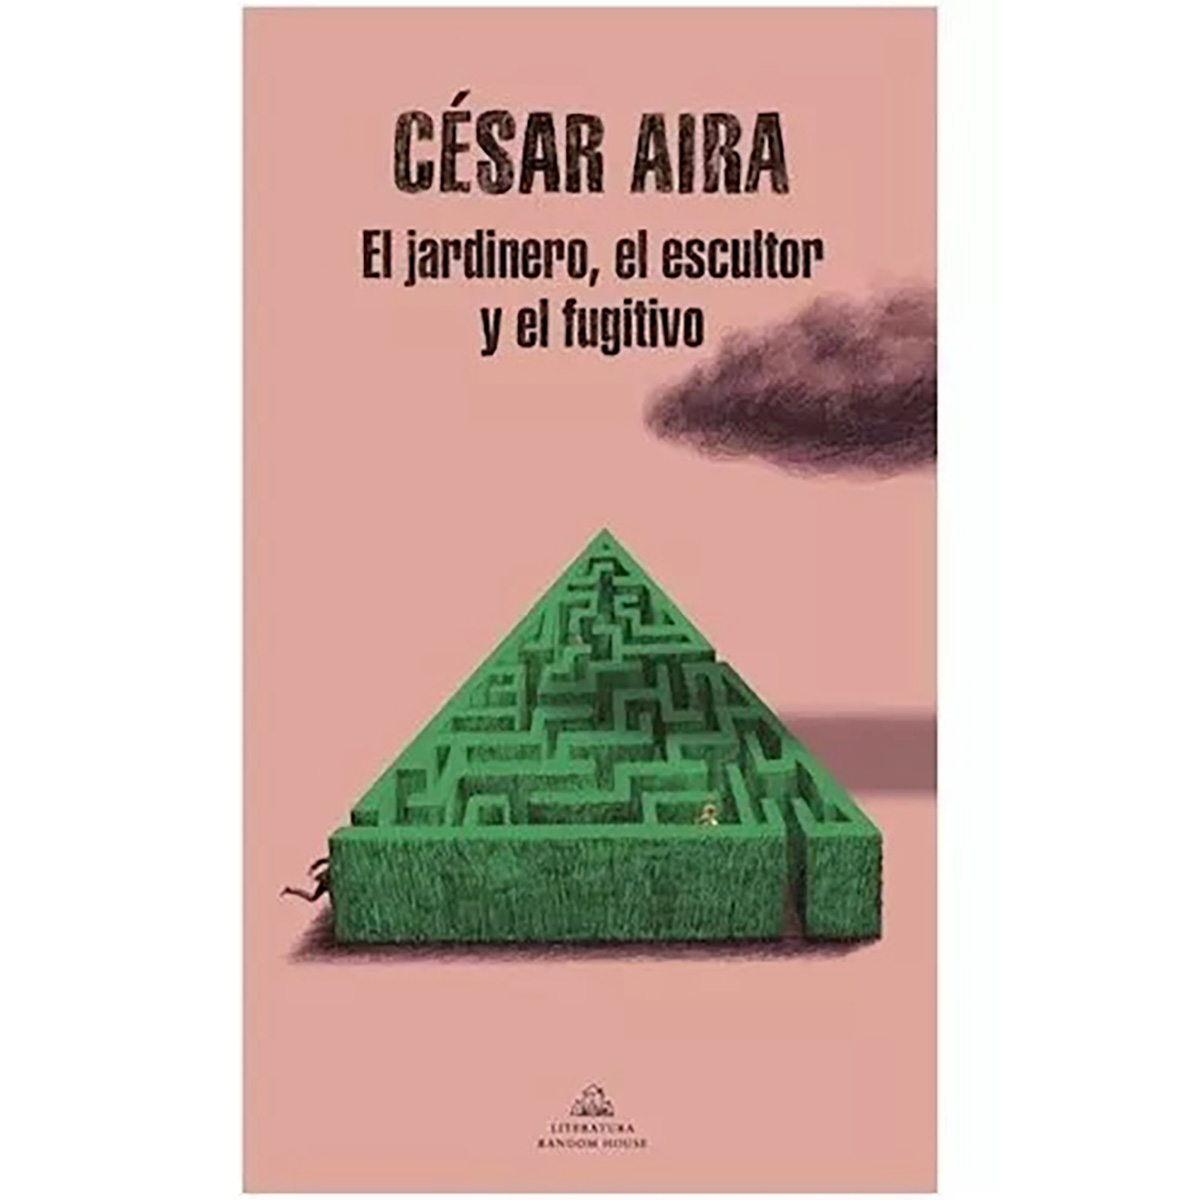 CÉSAR AIRA
El jardinero, el escultor
y el fugitivo
LITERATURA
RANDOM HOUSE